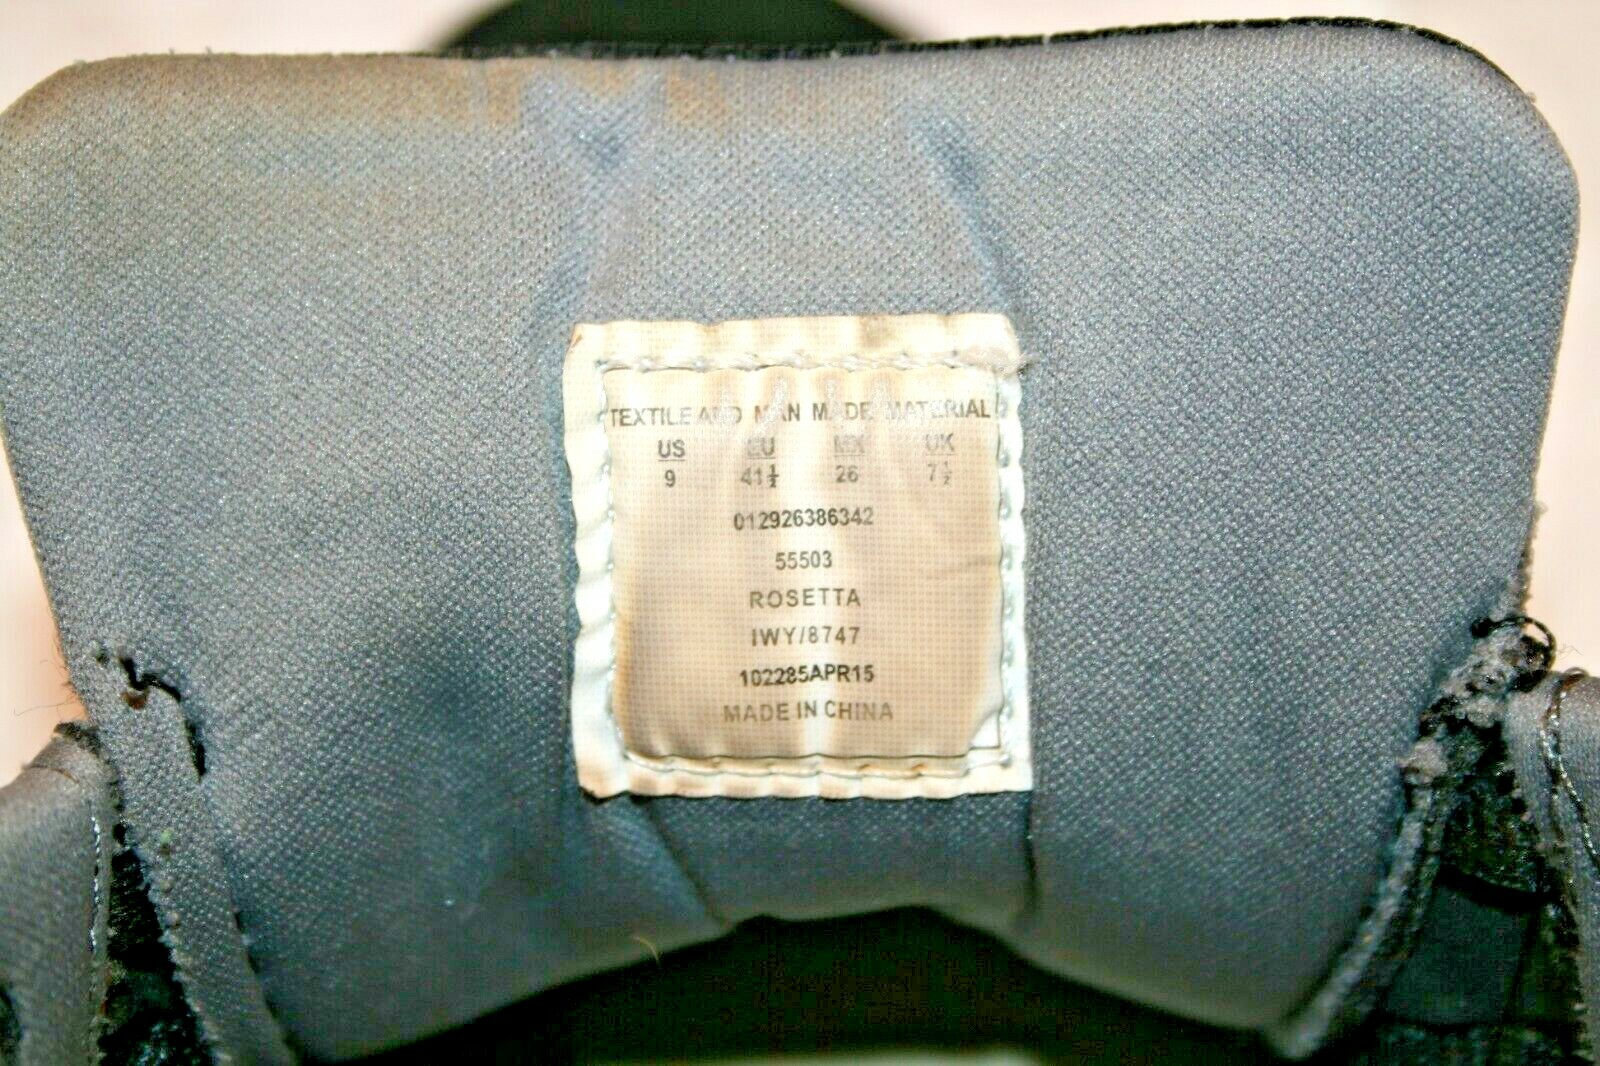 TEXTILE AND MAN MADE MATERIAL
US EU MX UK
9 41½ 26 7½
012926386342
55503
ROSETTA
IWY/8747
102285APR15
MADE IN CHINA